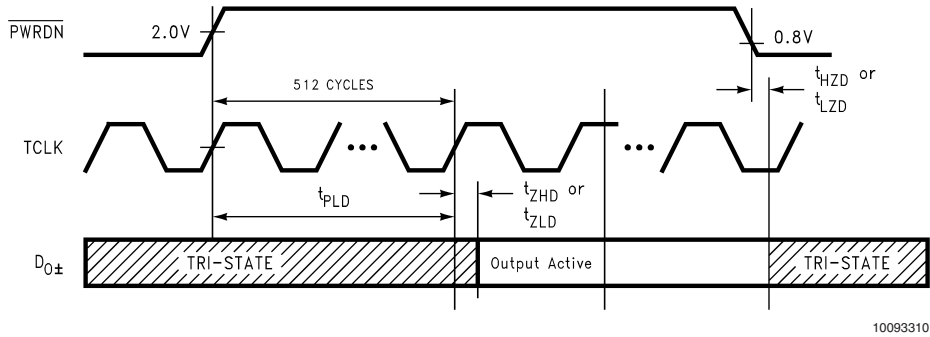 PWRDN
2.0V
0.8V
512 CYCLES
tHZD or
tLZD
TCLK
tPLD
tZHD or
tZLD
DO±
TRI-STATE
Output Active
TRI-STATE
10093310